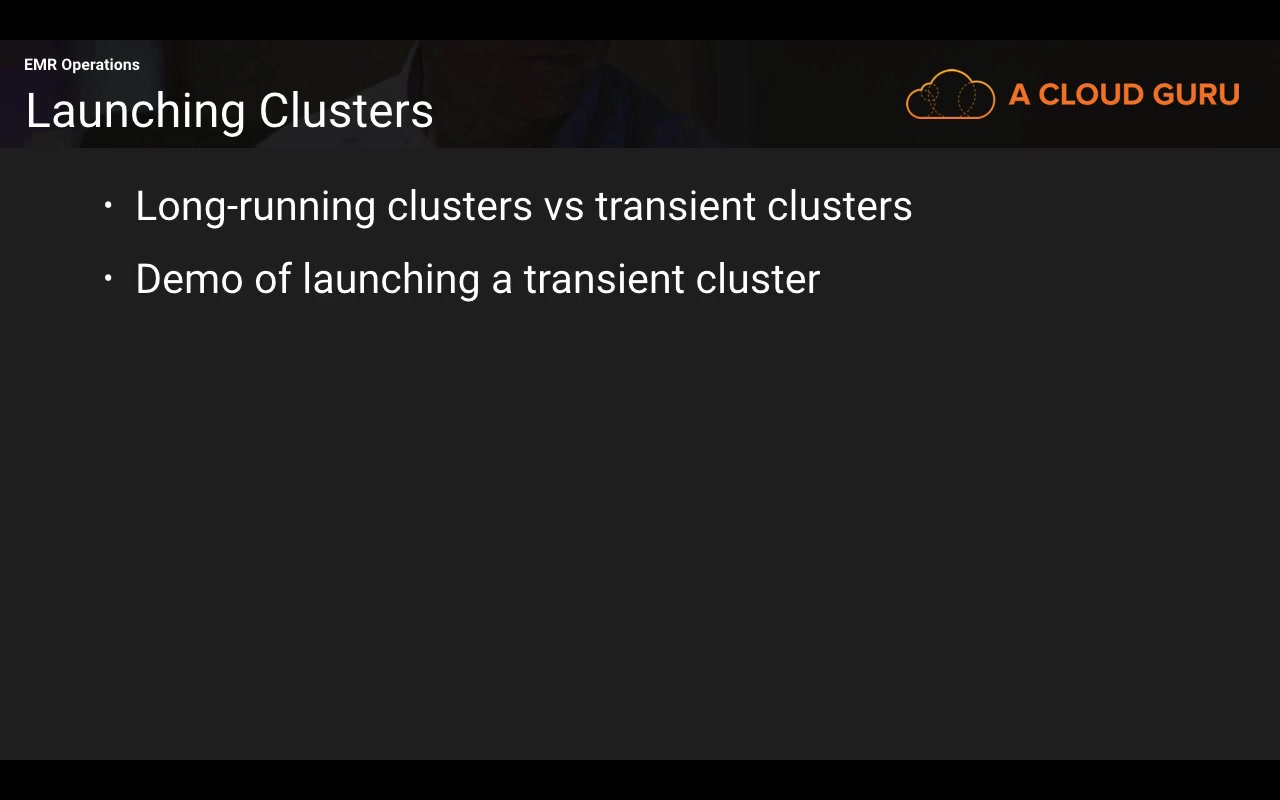 EMR Operations
Launching Clusters
A CLOUD GURU
• Long-running clusters vs transient clusters
• Demo of launching a transient cluster